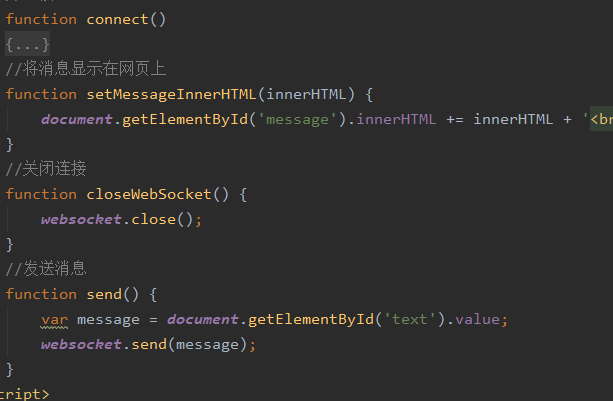 function connect()
{...}
//将消息显示在网页上
function setMessageInnerHTML(innerHTML) {
    document.getElementById('message').innerHTML += innerHTML + '<br
}
//关闭连接
function closeWebSocket() {
    websocket.close();
}
//发送消息
function send() {
    var message = document.getElementById('text').value;
    websocket.send(message);
}
cript>